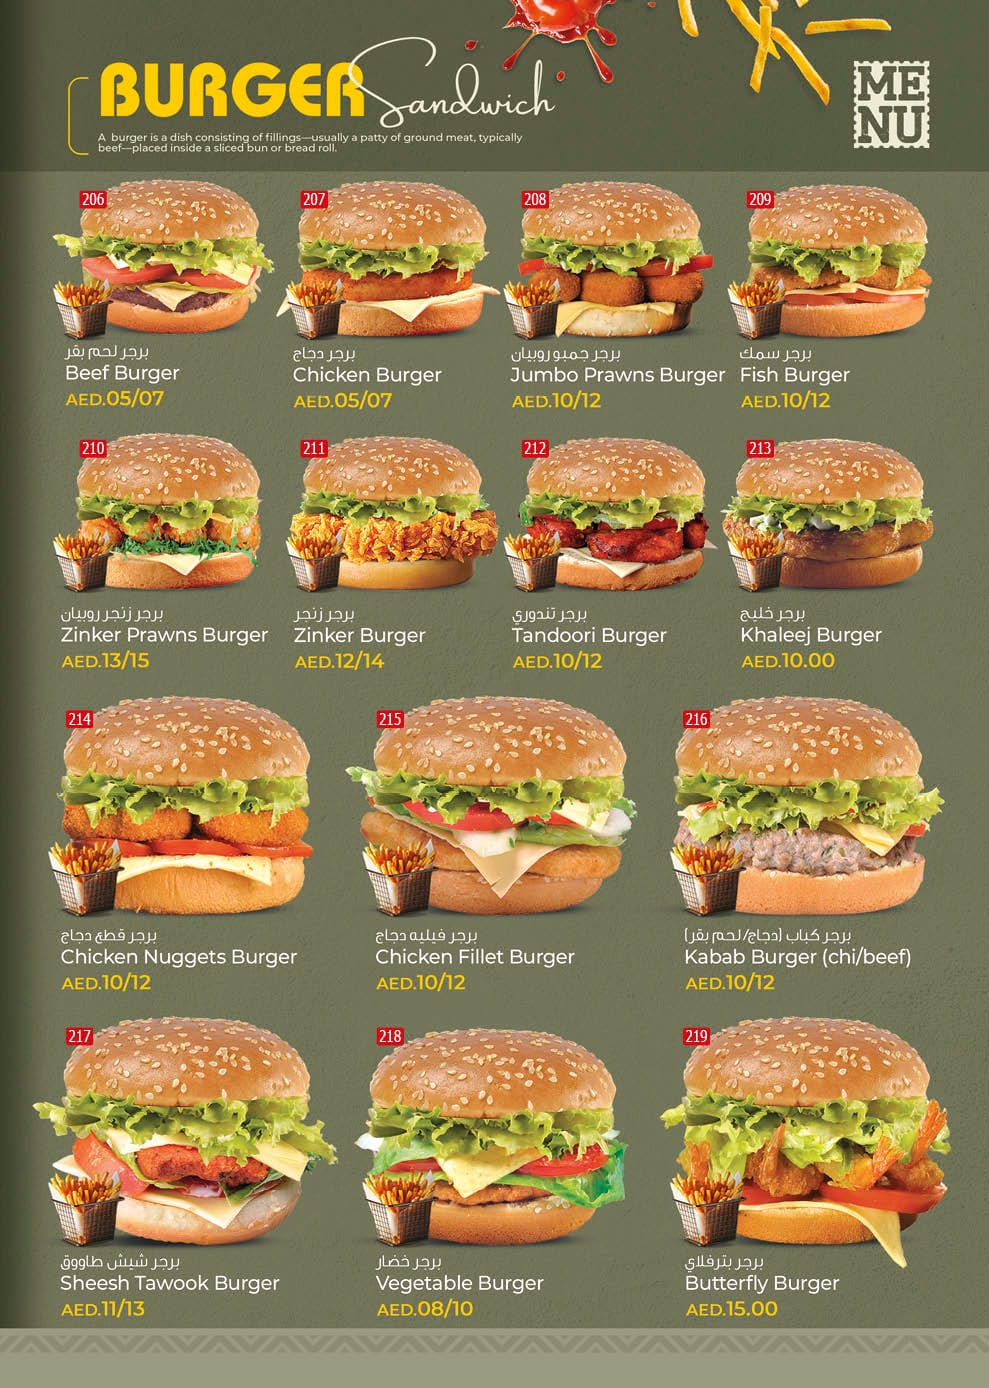 BURGER Sandwich
A burger is a dish consisting of fillings—usually a patty of ground meat, typically
beef—placed inside a sliced bun or bread roll.
ME
NU
206
برجر لحم بقر
Beef Burger
AED.05/07
207
برجر دجاج
Chicken Burger
AED.05/07
208
برجر جمبو روبيان
Jumbo Prawns Burger
AED.10/12
209
برجر سمك
Fish Burger
AED.10/12
210
برجر زنجر روبيان
Zinker Prawns Burger
AED.13/15
211
برجر زنجر
Zinker Burger
AED.12/14
212
برجر تندوري
Tandoori Burger
AED.10/12
213
برجر خليج
Khaleej Burger
AED.10.00
214
برجر قطع دجاج
Chicken Nuggets Burger
AED.10/12
215
برجر فيليه دجاج
Chicken Fillet Burger
AED.10/12
216
برجر كباب (دجاج/لحم بقر)
Kabab Burger (chi/beef)
AED.10/12
217
برجر شيش طاووق
Sheesh Tawook Burger
AED.11/13
218
برجر خضار
Vegetable Burger
AED.08/10
219
برجر بترفلاي
Butterfly Burger
AED.15.00